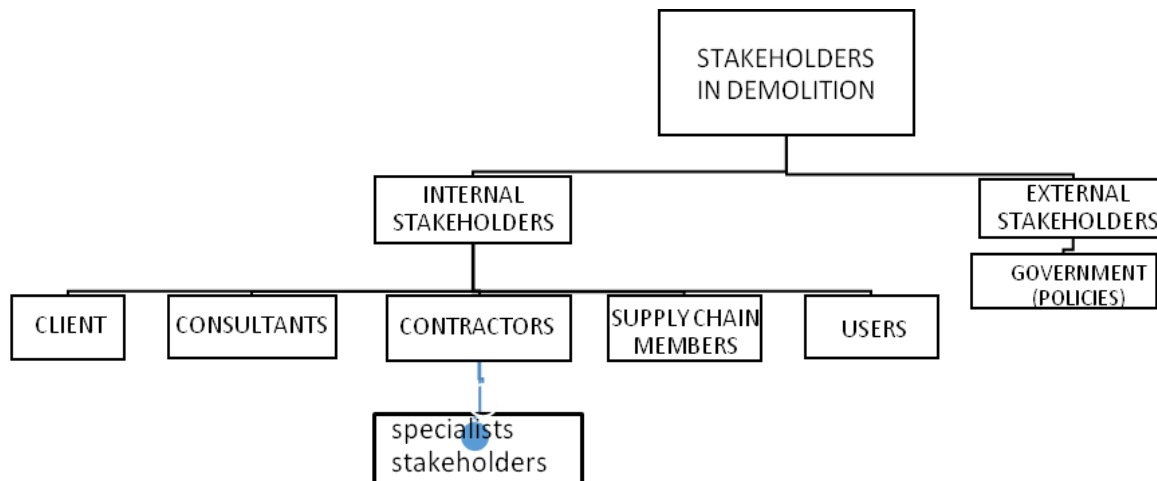 STAKEHOLDERS
IN DEMOLITION
INTERNAL
STAKEHOLDERS
EXTERNAL
STAKEHOLDERS
GOVERNMENT
(POLICIES)
CLIENT
CONSULTANTS
CONTRACTORS
SUPPLY CHAIN
MEMBERS
USERS
specialists
stakeholders